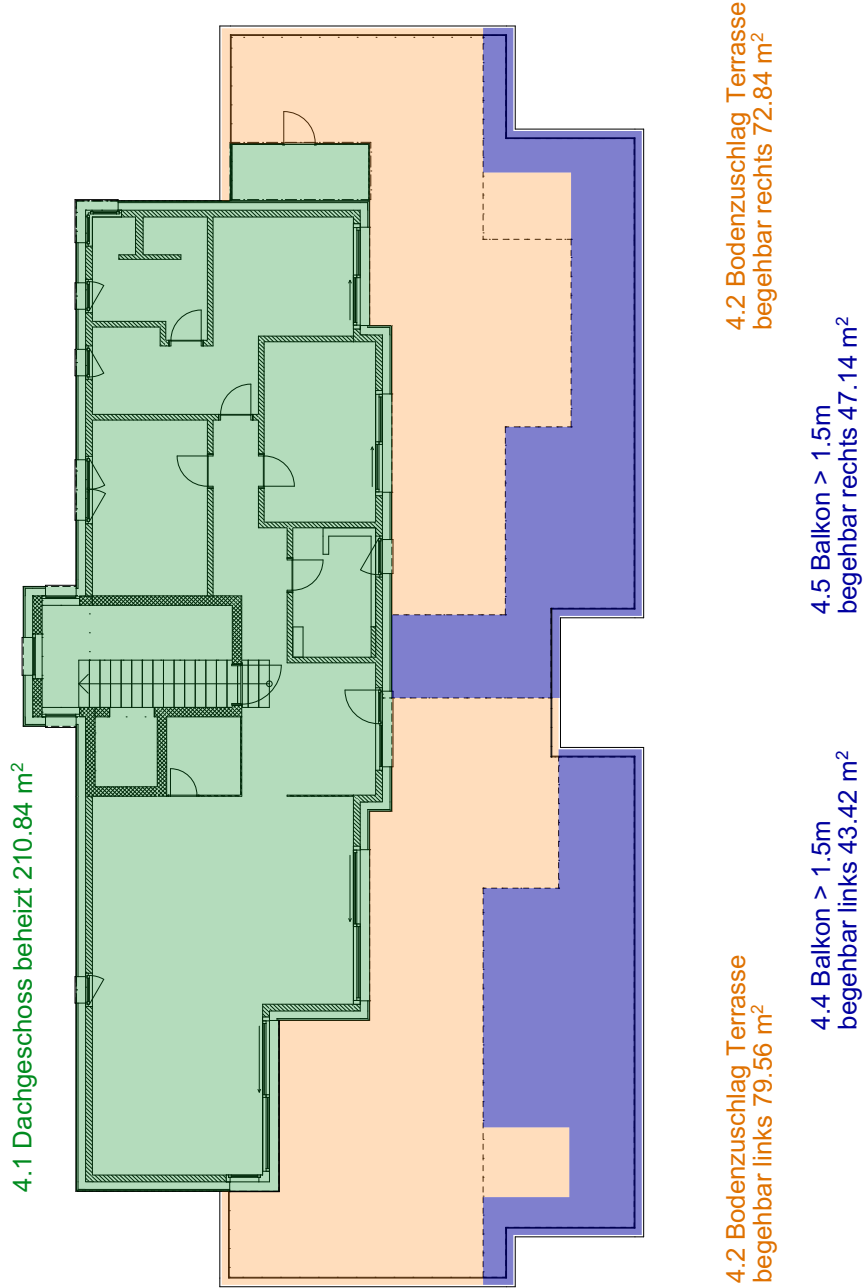 4.1 Dachgeschoss beheizt 210.84 m²
4.2 Bodenzuschlag Terrasse
begehbar links 79.56 m²
4.2 Bodenzuschlag Terrasse
begehbar rechts 72.84 m²
4.4 Balkon > 1.5m
begehbar links 43.42 m²
4.5 Balkon > 1.5m
begehbar rechts 47.14 m²